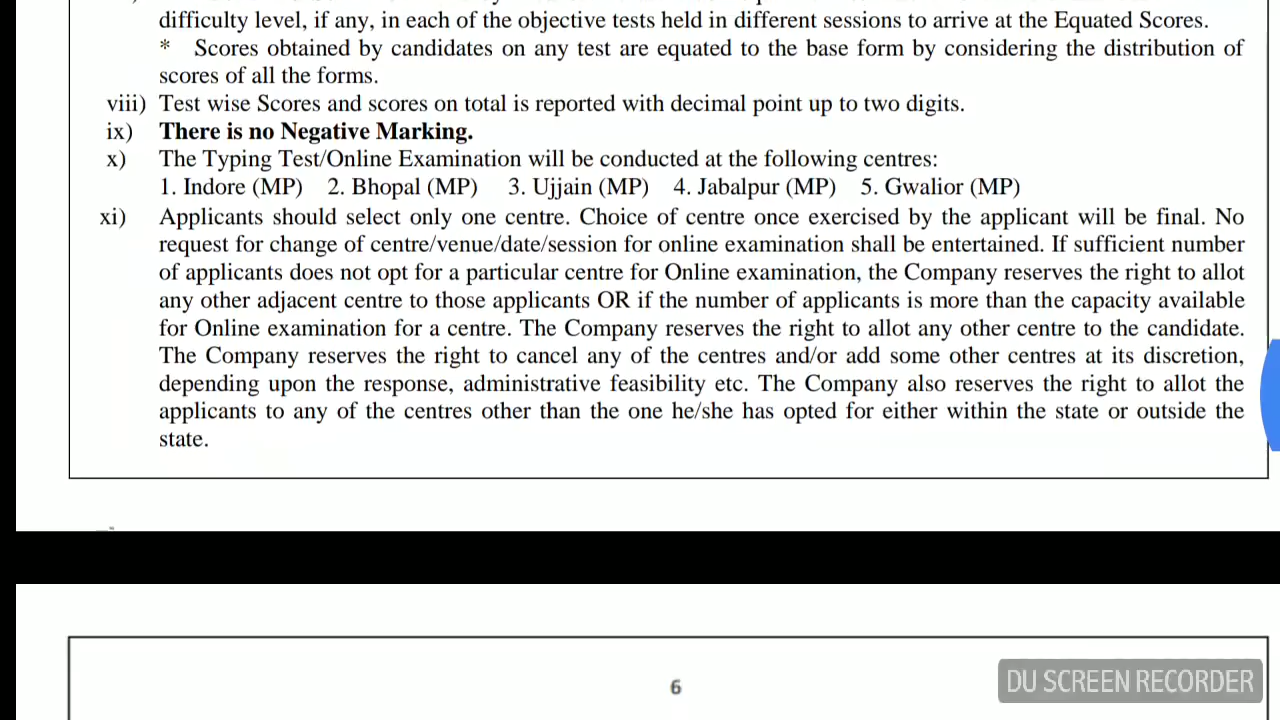 difficulty level, if any, in each of the objective tests held in different sessions to arrive at the Equated Scores.
* Scores obtained by candidates on any test are equated to the base form by considering the distribution of
scores of all the forms.
viii) Test wise Scores and scores on total is reported with decimal point up to two digits.
ix) There is no Negative Marking.
x) The Typing Test/Online Examination will be conducted at the following centres:
1. Indore (MP) 2. Bhopal (MP) 3. Ujjain (MP) 4. Jabalpur (MP) 5. Gwalior (MP)
xi) Applicants should select only one centre. Choice of centre once exercised by the applicant will be final. No
request for change of centre/venue/date/session for online examination shall be entertained. If sufficient number
of applicants does not opt for a particular centre for Online examination, the Company reserves the right to allot
any other adjacent centre to those applicants OR if the number of applicants is more than the capacity available
for Online examination for a centre. The Company reserves the right to allot any other centre to the candidate.
The Company reserves the right to cancel any of the centres and/or add some other centres at its discretion,
depending upon the response, administrative feasibility etc. The Company also reserves the right to allot the
applicants to any of the centres other than the one he/she has opted for either within the state or outside the
state.
6
DU SCREEN RECORDER